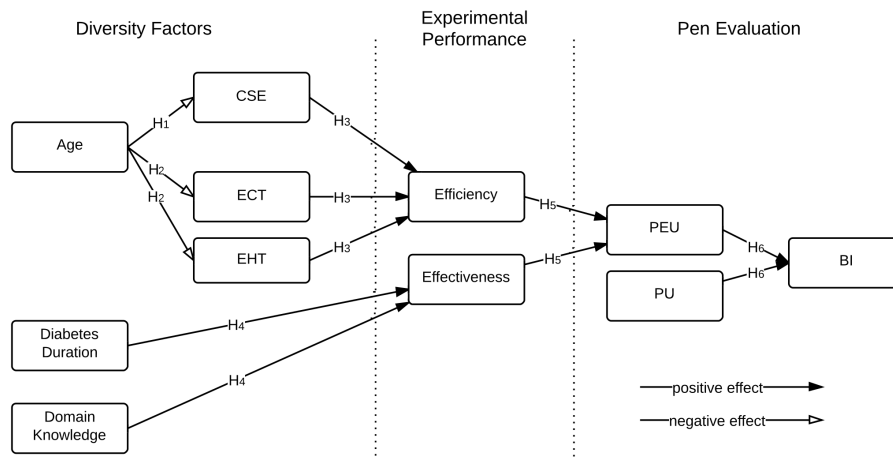 Diversity Factors
Experimental
Performance
Pen Evaluation
CSE
H1
H3
Age
H2
ECT
H3
Efficiency
H2
H5
PEU
EHT
H3
H6
BI
Effectiveness
H5
H6
PU
Diabetes
Duration
H4
H4
Domain
Knowledge
positive effect
negative effect